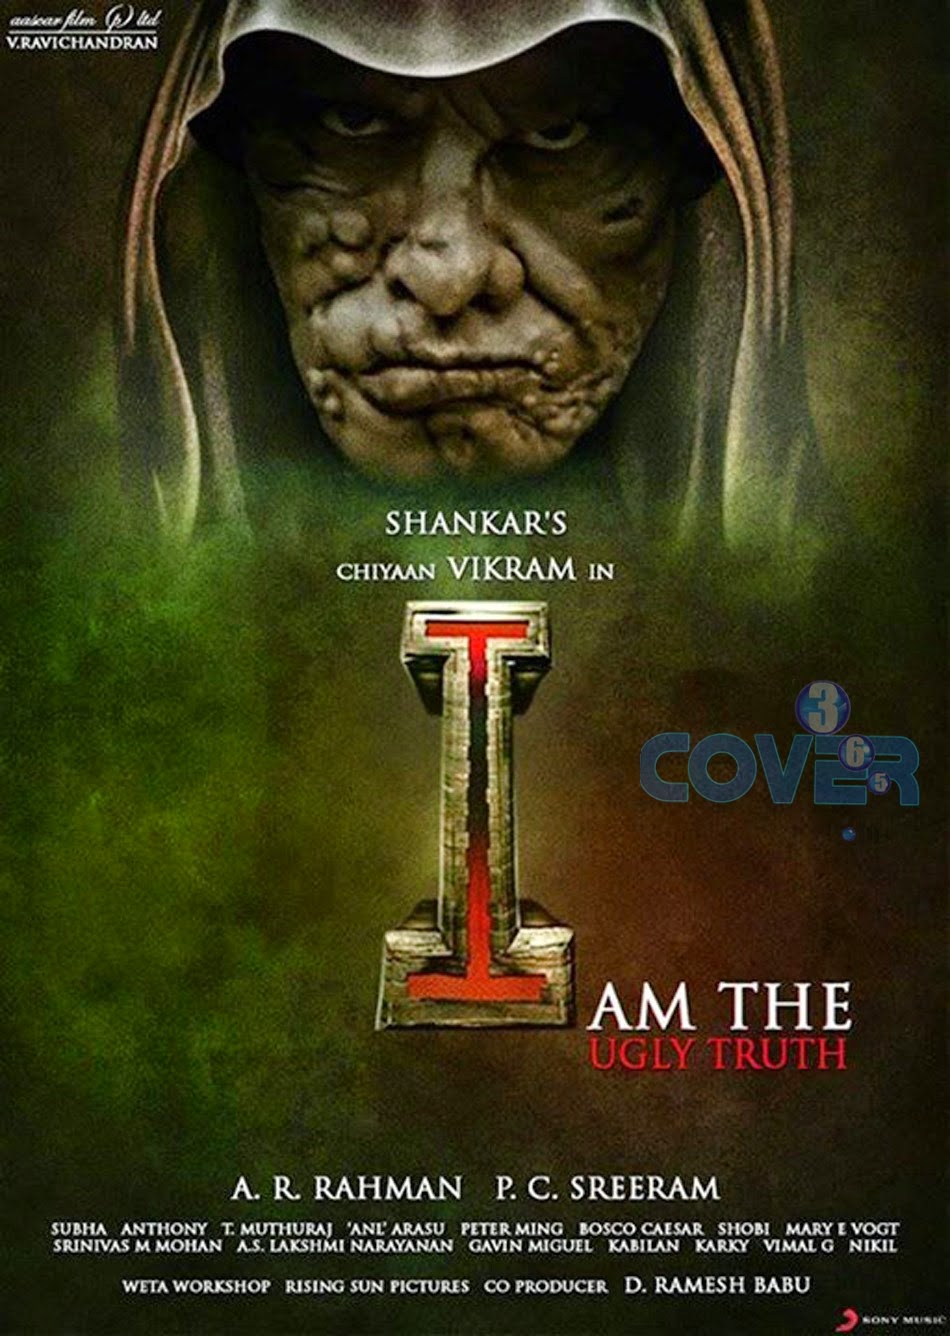 aascar film (p) ltd
V.RAVICHANDRAN
SHANKAR'S
CHIYAAN VIKRAM IN
I
3
COVER
65
AM THE
UGLY TRUTH
A. R. RAHMAN P. C. SREERAM
SUBHA ANTHONY T. MUTHURAJ 'ANL' ARASU PETER MING BOSCO CAESAR SHOBI MARY E VOGT
SRINIVAS M MOHAN A.S. LAKSHMI NARAYANAN GAVIN MIGUEL KABILAN KARKY VIMAL G NIKIL
WETA WORKSHOP RISING SUN PICTURES CO PRODUCER D. RAMESH BABU
SONY MUSIC